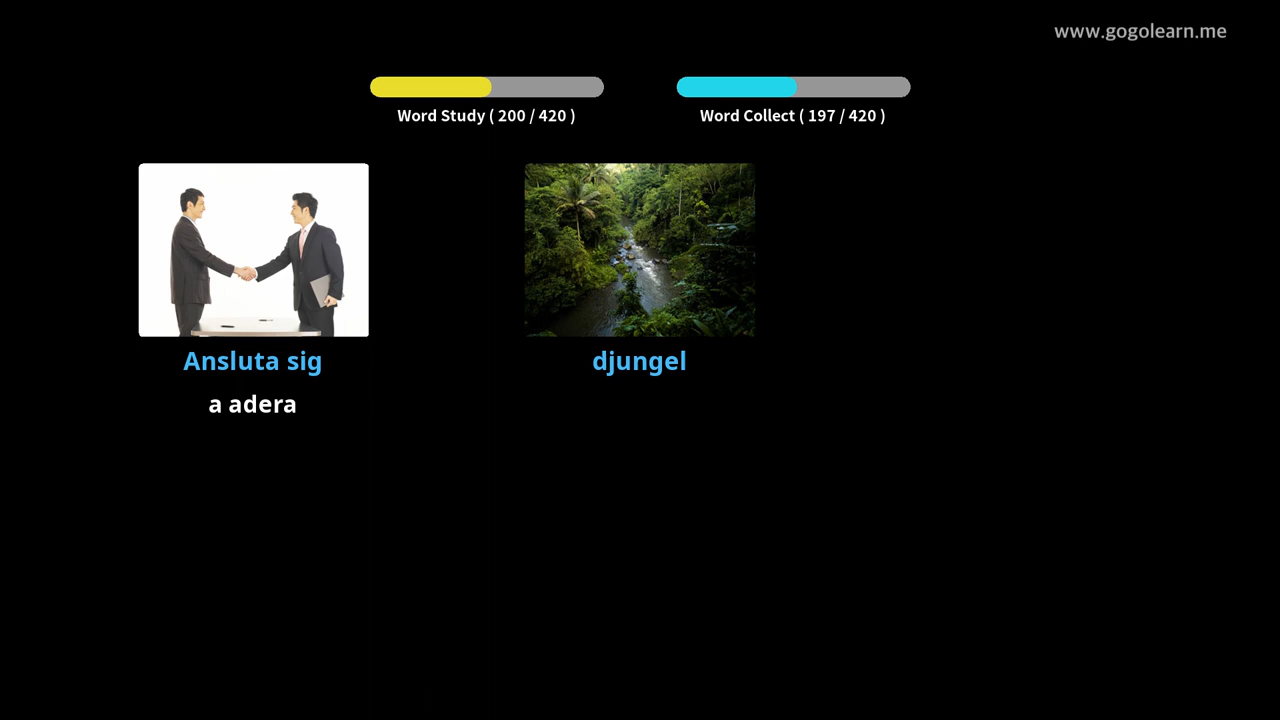 www.gogolearn.me
Word Study ( 200 / 420 )
Word Collect ( 197 / 420 )
Ansluta sig
a adera
djungel